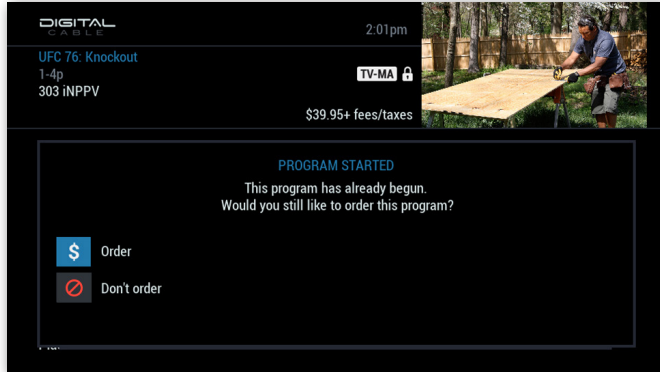 DIGITAL
CABLE
2:01pm
UFC 76: Knockout
1-4p
TV-MA
303 iNPPV
$39.95+ fees/taxes
PROGRAM STARTED
This program has already begun.
Would you still like to order this program?
$
Order
Don't order